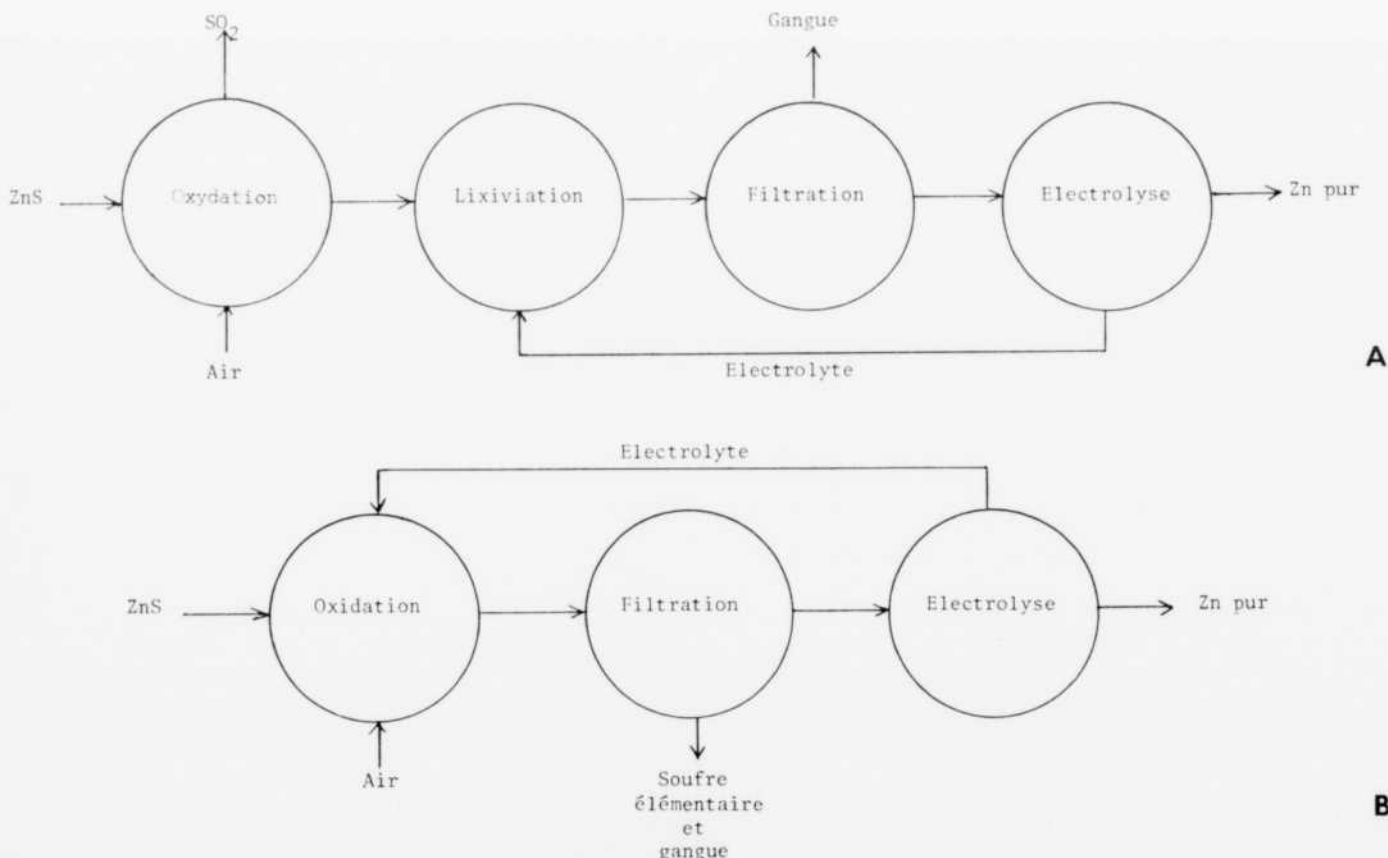 SO2
Gangue
ZnS
Oxydation
Lixiviation
Filtration
Electrolyse
Zn pur
Air
Electrolyte
A
Electrolyte
ZnS
Oxidation
Filtration
Electrolyse
Zn pur
Air
Soufre
élémentaire
et
gangue
B